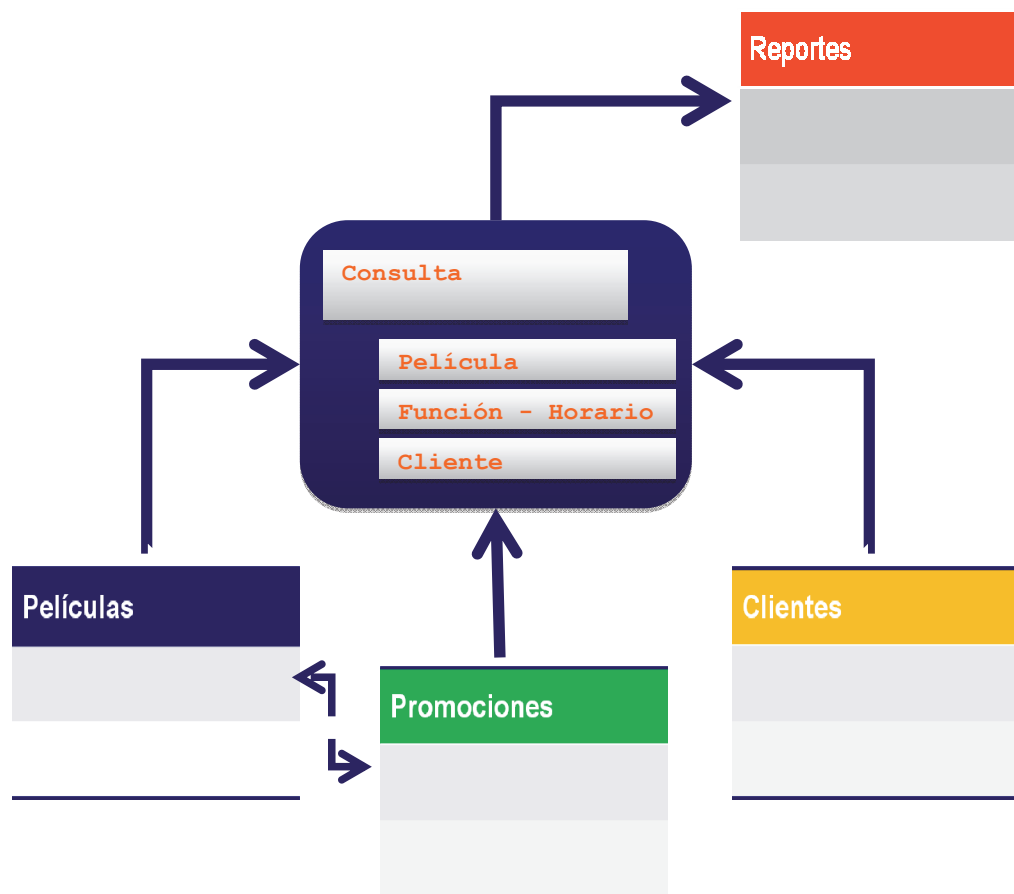 Reportes
Consulta
Película
Función - Horario
Cliente
Películas
Clientes
Promociones